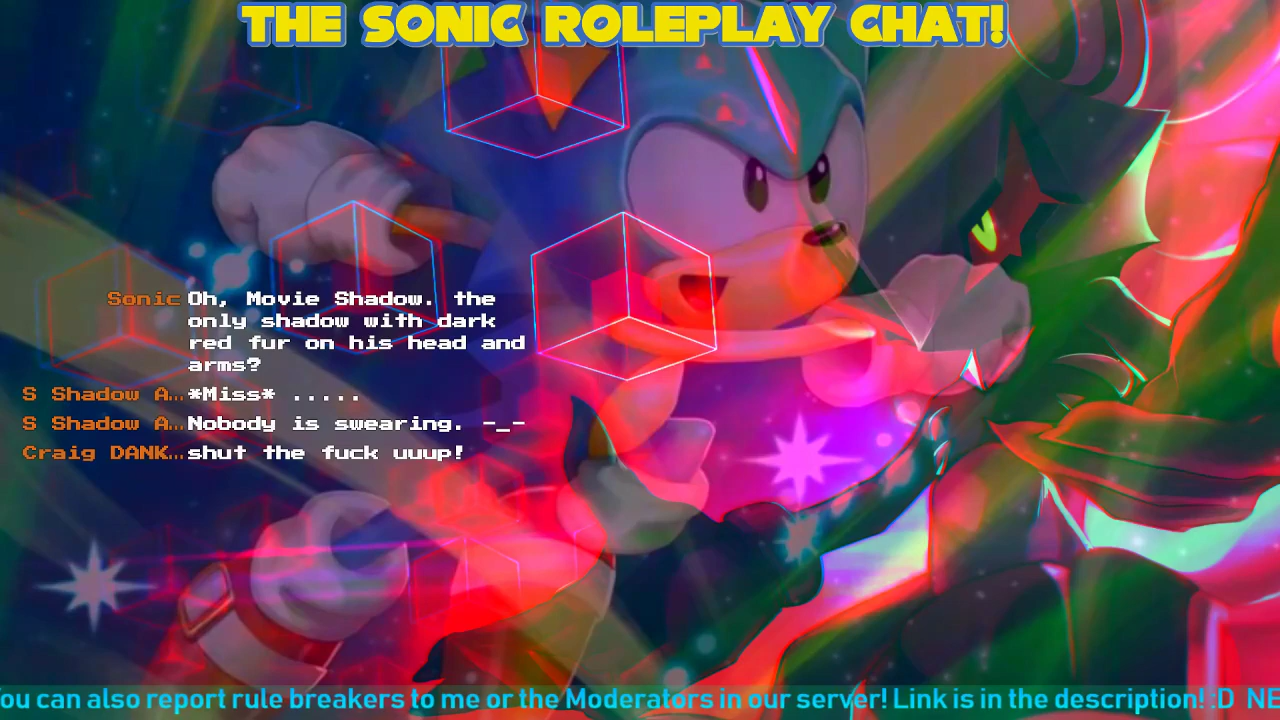 THE SONIC ROLEPLAY CHAT!
Sonic Oh, Movie Shadow. the
only shadow with dark
red fur on his head and
arms?
S Shadow A... *Miss* .....
S Shadow A... Nobody is swearing. -_-
Craig DANK... shut the fuck uuup!
ou can also report rule breakers to me or the Moderators in our server! Link is in the description! :D NE